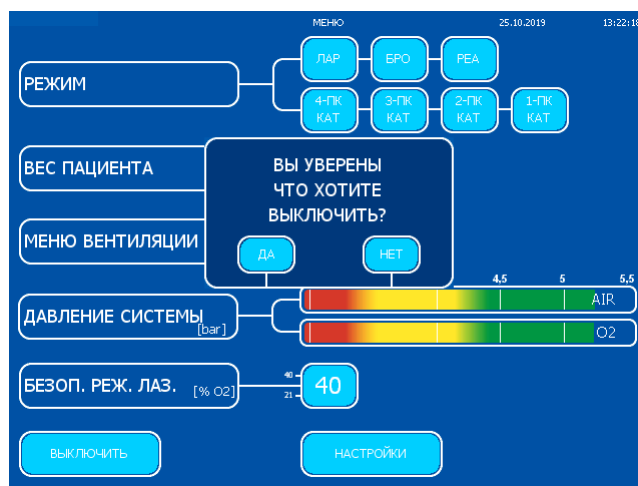 МЕНЮ 25.10.2019 13:22:18
РЕЖИМ
ЛАР БРО РЕА
4-ПК КАТ 3-ПК КАТ 2-ПК КАТ 1-ПК КАТ
ВЕС ПАЦИЕНТА
ВЫ УВЕРЕНЫ
ЧТО ХОТИТЕ
ВЫКЛЮЧИТЬ?
ДА НЕТ
МЕНЮ ВЕНТИЛЯЦИИ
4,5 5 5,5
ДАВЛЕНИЕ СИСТЕМЫ
[bar]
AIR
O2
БЕЗОП. РЕЖ. ЛАЗ. [% O2]
40
21
40
ВЫКЛЮЧИТЬ НАСТРОЙКИ